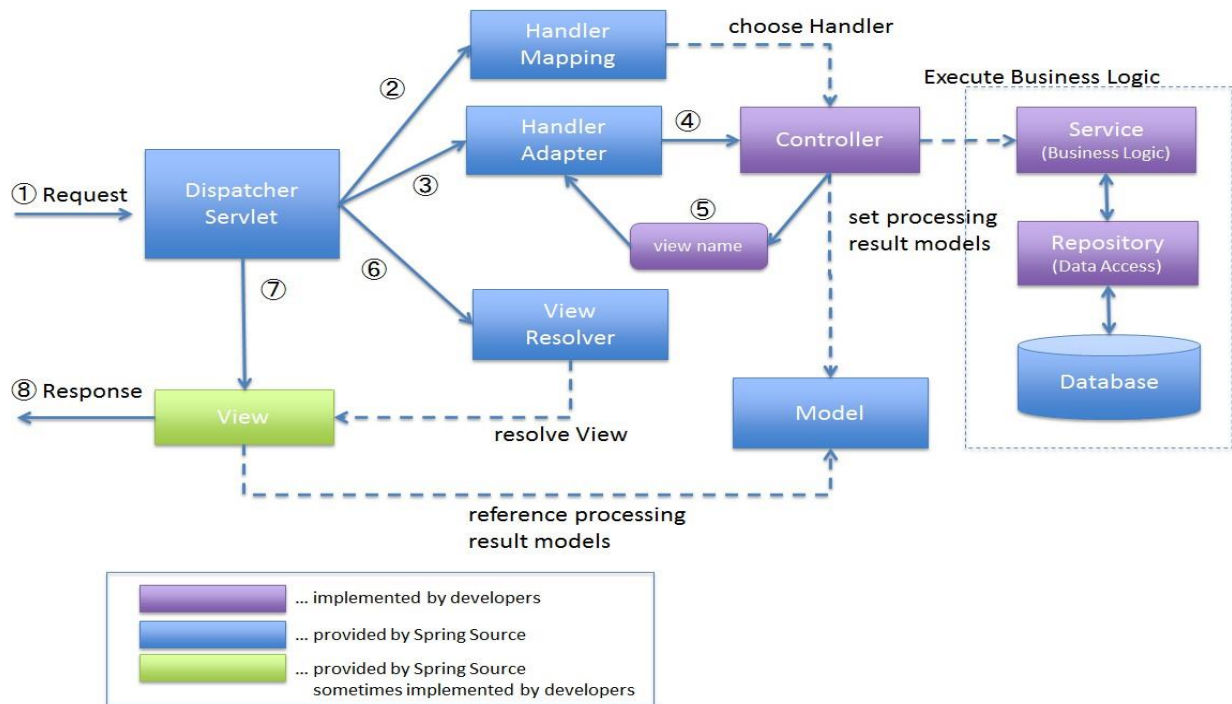 Handler
Mapping
choose Handler
②
Execute Business Logic
Handler
Adapter
④
Controller
Service
(Business Logic)
① Request
Dispatcher
Servlet
③
⑤
view name
set processing
result models
Repository
(Data Access)
⑥
⑦
View
Resolver
Database
⑧ Response
View
resolve View
Model
reference processing
result models
... implemented by developers
... provided by Spring Source
... provided by Spring Source
sometimes implemented by developers